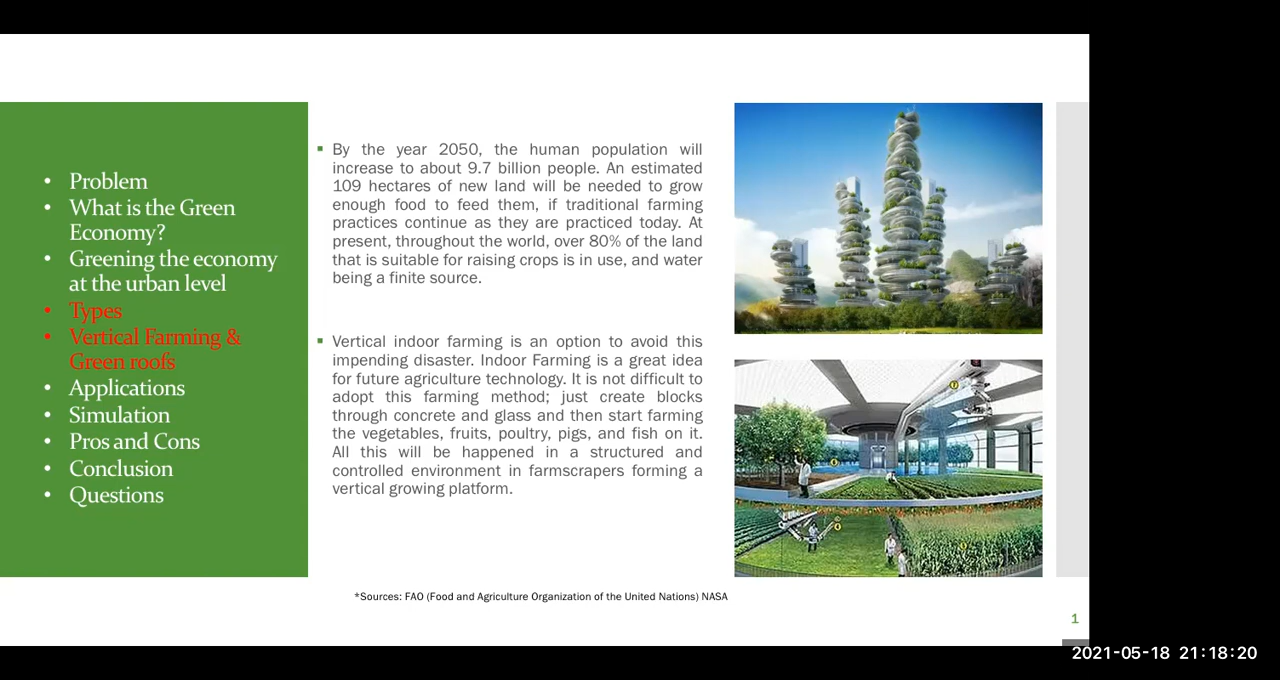 • Problem
• What is the Green
Economy?
• Greening the economy
at the urban level
• Types
• Vertical Farming &
Green roofs
• Applications
• Simulation
• Pros and Cons
• Conclusion
• Questions
▪ By the year 2050, the human population will
increase to about 9.7 billion people. An estimated
109 hectares of new land will be needed to grow
enough food to feed them, if traditional farming
practices continue as they are practiced today. At
present, throughout the world, over 80% of the land
that is suitable for raising crops is in use, and water
being a finite source.
▪ Vertical indoor farming is an option to avoid this
impending disaster. Indoor Farming is a great idea
for future agriculture technology. It is not difficult to
adopt this farming method; just create blocks
through concrete and glass and then start farming
the vegetables, fruits, poultry, pigs, and fish on it.
All this will be happened in a structured and
controlled environment in farmscrapers forming a
vertical growing platform.
*Sources: FAO (Food and Agriculture Organization of the United Nations) NASA
1
2021-05-18 21:18:20